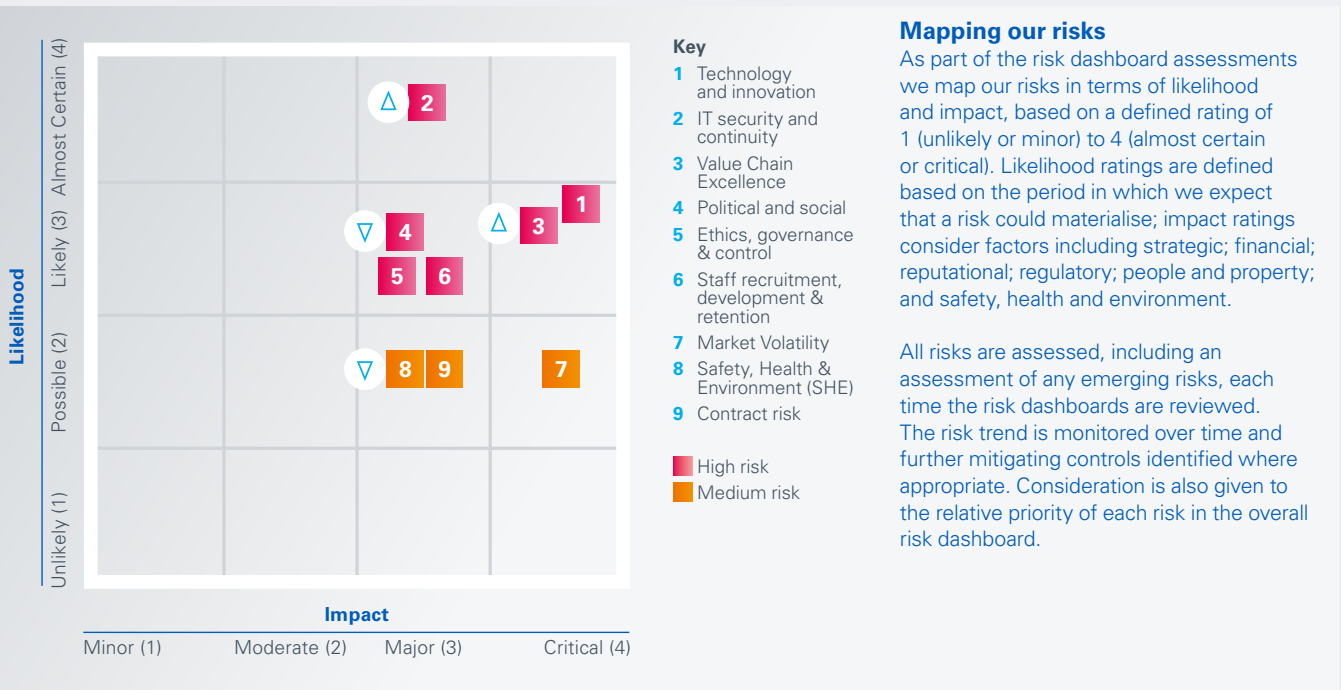 Likelihood
Almost Certain (4)
Likely (3)
Possible (2)
Unlikely (1)
2
1
3
4
5
6
8
9
7
Impact
Minor (1)
Moderate (2)
Major (3)
Critical (4)
Key
1 Technology
and innovation
2 IT security and
continuity
3 Value Chain
Excellence
4 Political and social
5 Ethics, governance
& control
6 Staff recruitment,
development &
retention
7 Market Volatility
8 Safety, Health &
Environment (SHE)
9 Contract risk
High risk
Medium risk
Mapping our risks
As part of the risk dashboard assessments
we map our risks in terms of likelihood
and impact, based on a defined rating of
1 (unlikely or minor) to 4 (almost certain
or critical). Likelihood ratings are defined
based on the period in which we expect
that a risk could materialise; impact ratings
consider factors including strategic; financial;
reputational; regulatory; people and property;
and safety, health and environment.
All risks are assessed, including an
assessment of any emerging risks, each
time the risk dashboards are reviewed.
The risk trend is monitored over time and
further mitigating controls identified where
appropriate. Consideration is also given to
the relative priority of each risk in the overall
risk dashboard.